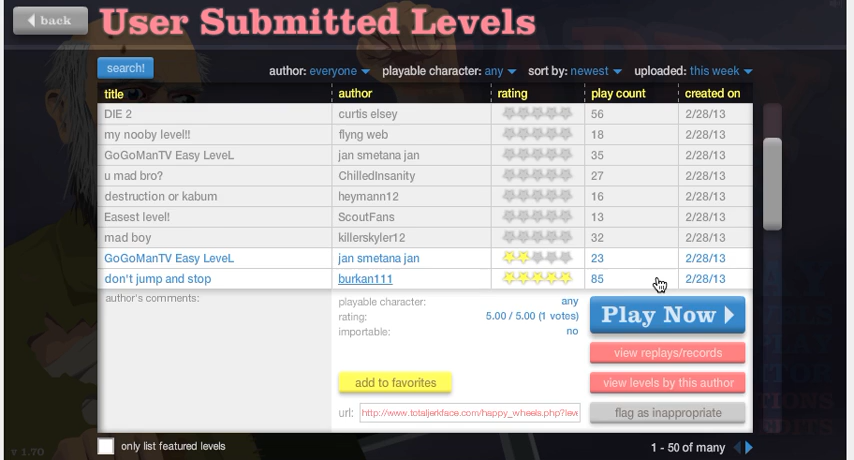 back
User Submitted Levels
search!
author: everyone playable character: any sort by: newest uploaded: this week
title author rating play count created on
DIE 2 curtis elsey 56 2/28/13
my nooby level!! flyng web 18 2/28/13
GoGoManTV Easy LeveL jan smetana jan 35 2/28/13
u mad bro? ChilledInsanity 27 2/28/13
destruction or kabum heymann12 16 2/28/13
Easest level! ScoutFans 13 2/28/13
mad boy killerskyler12 32 2/28/13
GoGoManTV Easy LeveL jan smetana jan 23 2/28/13
don't jump and stop burkan111 85 2/28/13
author's comments:
playable character: any
rating: 5.00 / 5.00 (1 votes)
importable: no
Play Now
view replays/records
add to favorites
view levels by this author
url: http://www.totaljerkface.com/happy_wheels.php?lev
flag as inappropriate
only list featured levels
1 - 50 of many
v 1.70